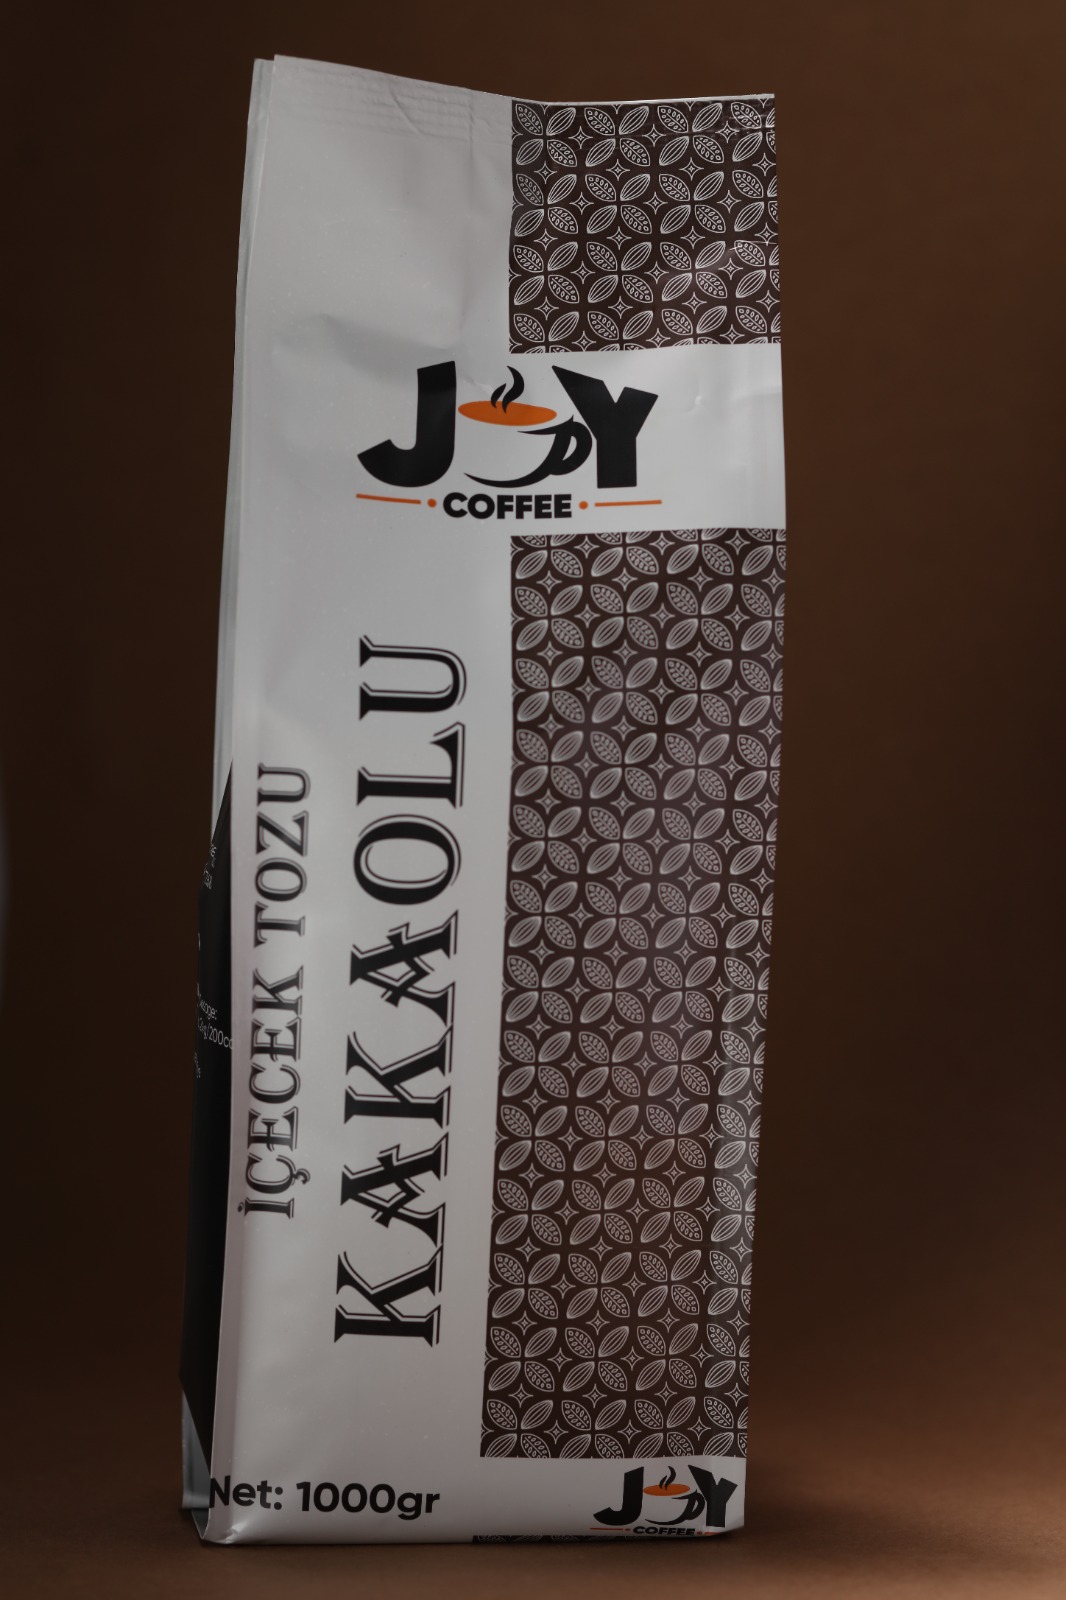 JOY
COFFEE
İÇECEK TOZU
KAKAOLU
Net: 1000gr
JOY
COFFEE